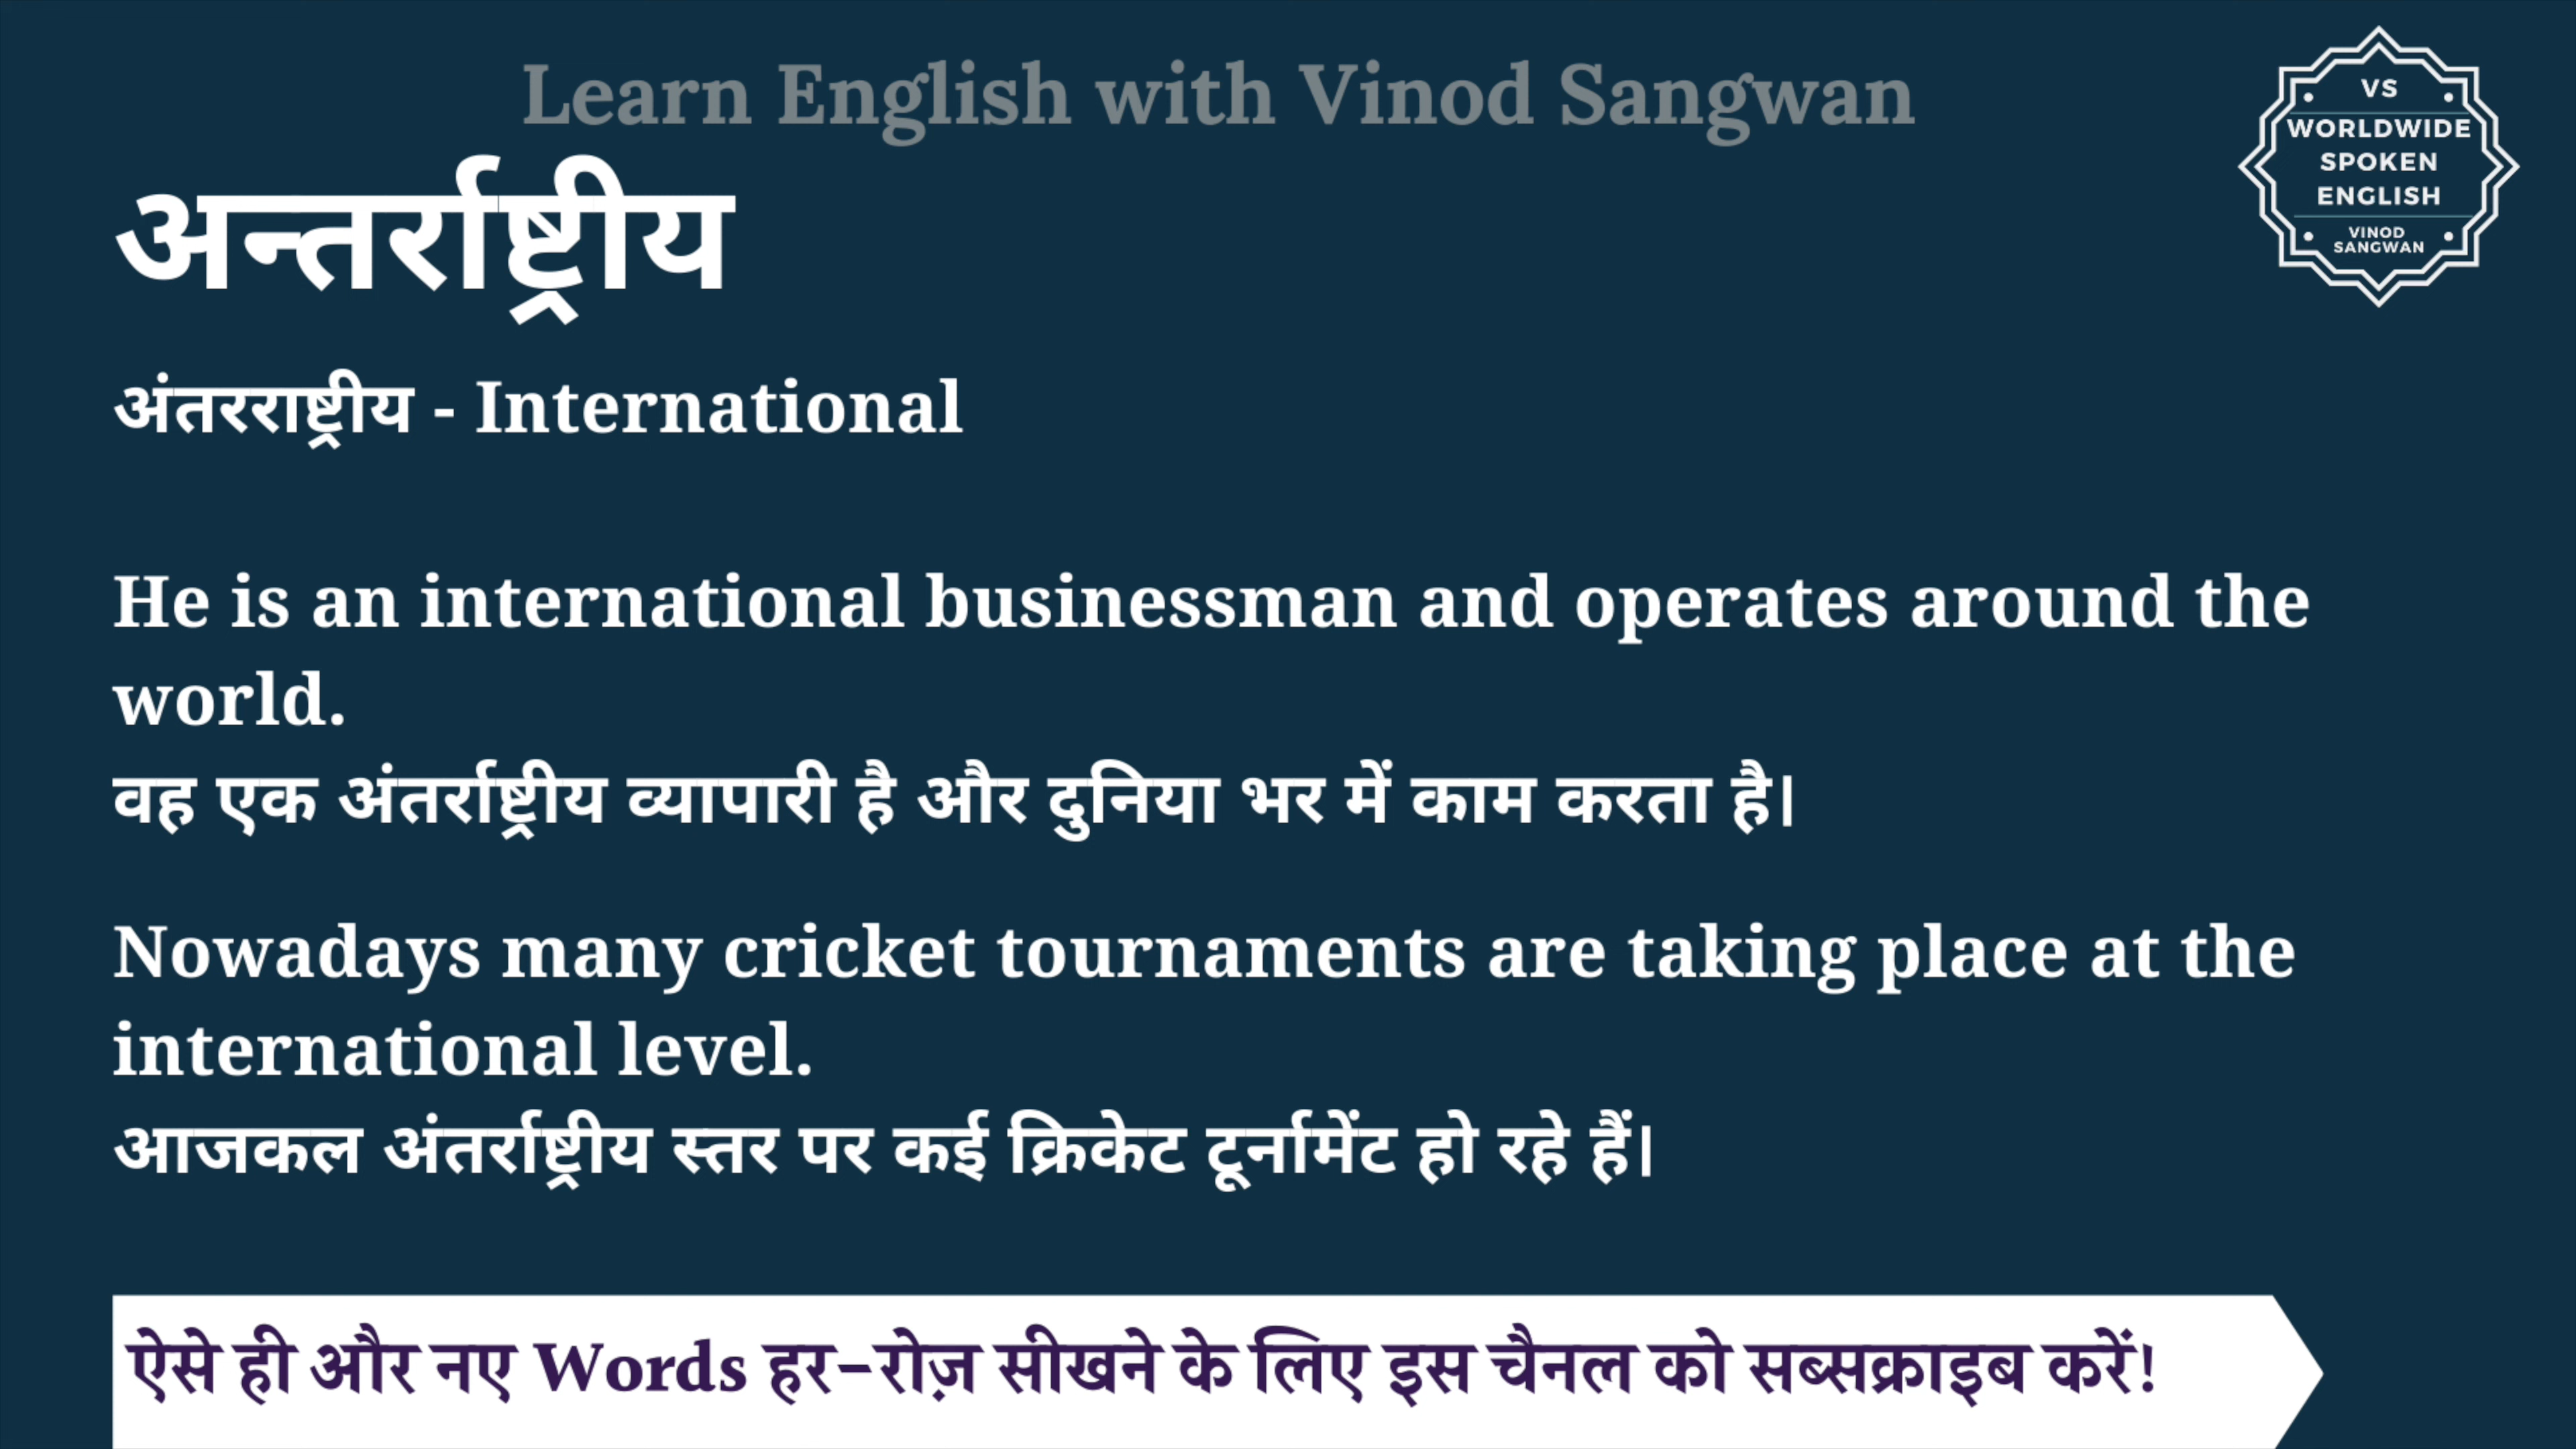 Learn English with Vinod Sangwan
VS
WORLDWIDE
SPOKEN
ENGLISH
VINOD
SANGWAN
अन्तर्राष्ट्रीय
अंतरराष्ट्रीय - International
He is an international businessman and operates around the
world.
वह एक अंतर्राष्ट्रीय व्यापारी है और दुनिया भर में काम करता है।
Nowadays many cricket tournaments are taking place at the
international level.
आजकल अंतर्राष्ट्रीय स्तर पर कई क्रिकेट टूर्नामेंट हो रहे हैं।
ऐसे ही और नए Words हर-रोज़ सीखने के लिए इस चैनल को सब्सक्राइब करें!